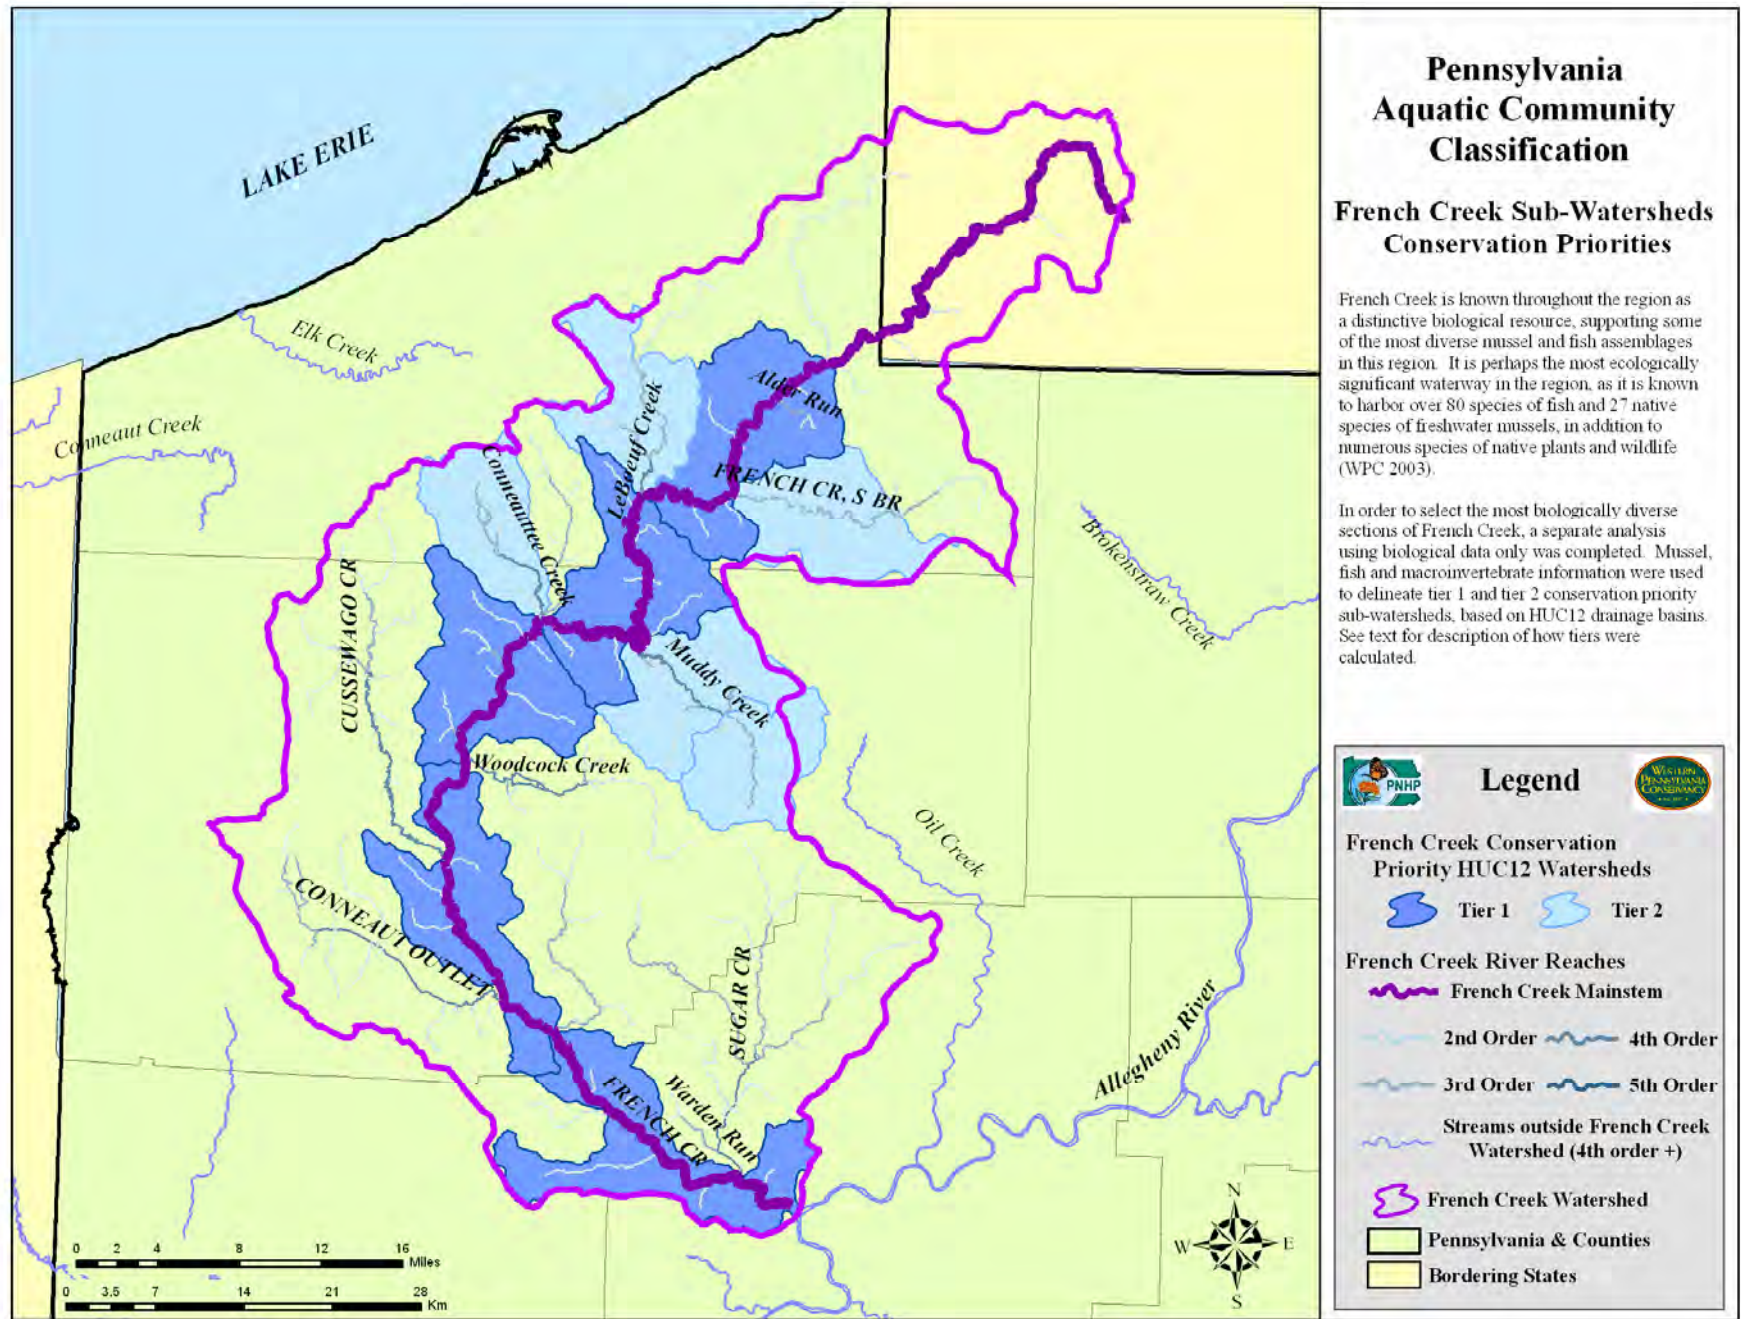 Pennsylvania
Aquatic Community
Classification
French Creek Sub-Watersheds
Conservation Priorities
French Creek is known throughout the region as
a distinctive biological resource, supporting some
of the most diverse mussel and fish assemblages
in this region. It is perhaps the most ecologically
significant waterway in the region, as it is known
to harbor over 80 species of fish and 27 native
species of freshwater mussels, in addition to
numerous species of native plants and wildlife
(WPC 2003).
In order to select the most biologically diverse
sections of French Creek, a separate analysis
using biological data only was completed. Mussel,
fish and macroinvertebrate information were used
to delineate tier 1 and tier 2 conservation priority
sub-watersheds, based on HUC12 drainage basins.
See text for description of how tiers were
calculated.
LAKE ERIE
Elk Creek
Conneaut Creek
Alder Run
LeBoeuf Creek
Conneauttee Creek
FRENCH CR, S BR
Brokenstraw Creek
CUSSEWAGO CR
Muddy Creek
Woodcock Creek
Oil Creek
CONNEAUT OUTLET
SUGAR CR
Allegheny River
Warden Run
FRENCH CR
0 2 4 8 12 16
Miles
0 3.5 7 14 21 28
Km
N
W E
S
PNHP
Legend
WESTERN
PENNSYLVANIA
CONSERVANCY
French Creek Conservation
Priority HUC12 Watersheds
Tier 1 Tier 2
French Creek River Reaches
French Creek Mainstem
2nd Order 4th Order
3rd Order 5th Order
Streams outside French Creek
Watershed (4th order +)
French Creek Watershed
Pennsylvania & Counties
Bordering States